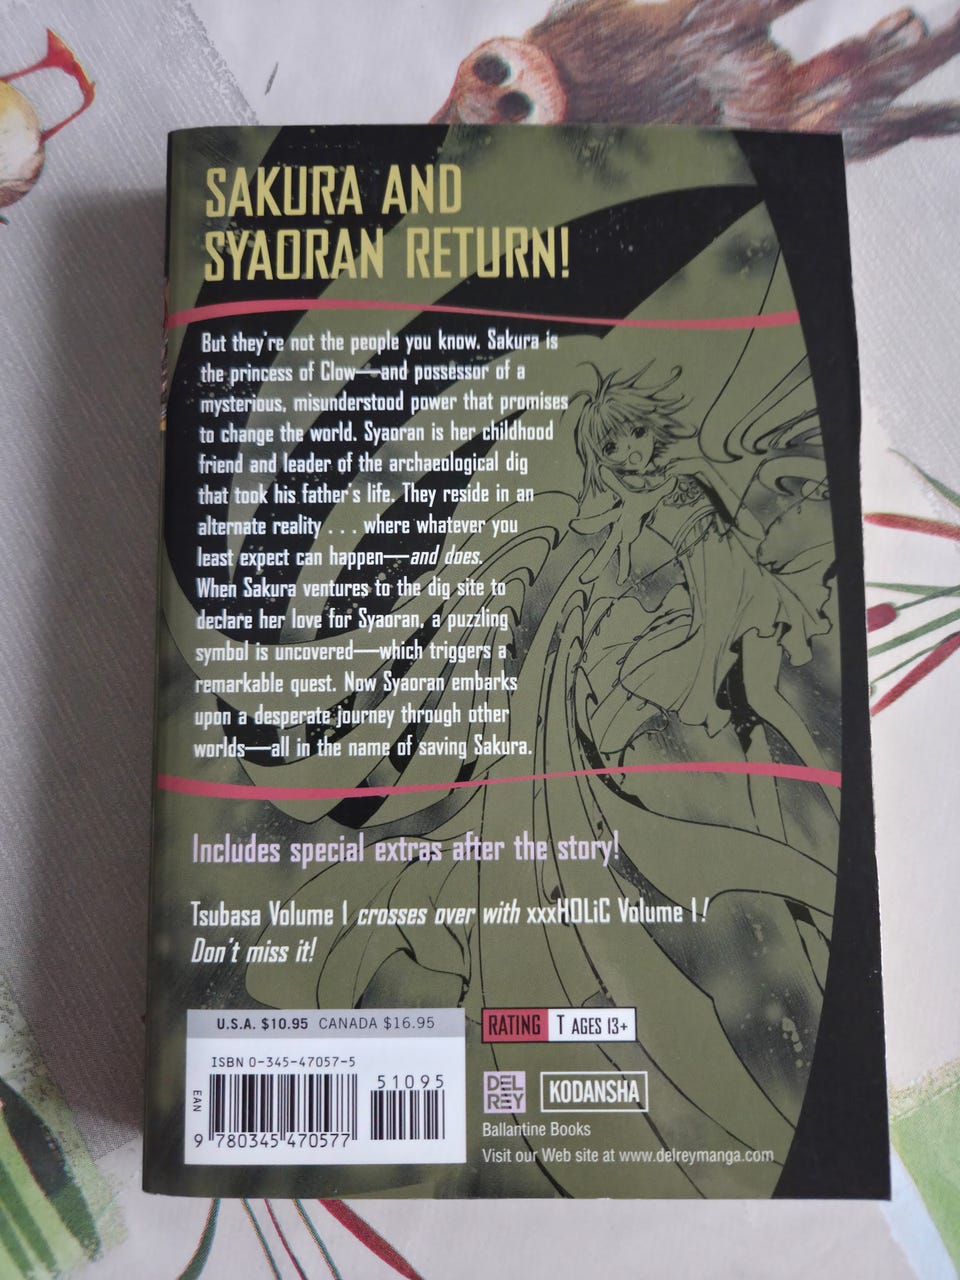 SAKURA AND
SYAORAN RETURN!
But they're not the people you know. Sakura is
the princess of Clow—and possessor of a
mysterious, misunderstood power that promises
to change the world. Syaoran is her childhood
friend and leader of the archaeological dig
that took his father's life. They reside in an
alternate reality . . . where whatever you
least expect can happen—and does.
When Sakura ventures to the dig site to
declare her love for Syaoran, a puzzling
symbol is uncovered—which triggers a
remarkable quest. Now Syaoran embarks
upon a desperate journey through other
worlds—all in the name of saving Sakura.
Includes special extras after the story!
Tsubasa Volume 1 crosses over with xxxHOLiC Volume 1!
Don't miss it!
U.S.A. $10.95 CANADA $16.95
ISBN 0-345-47057-5
51095
EAN
9 780345 470577
RATING T AGES 13+
DEL
REY
KODANSHA
Ballantine Books
Visit our Web site at www.delreymanga.com